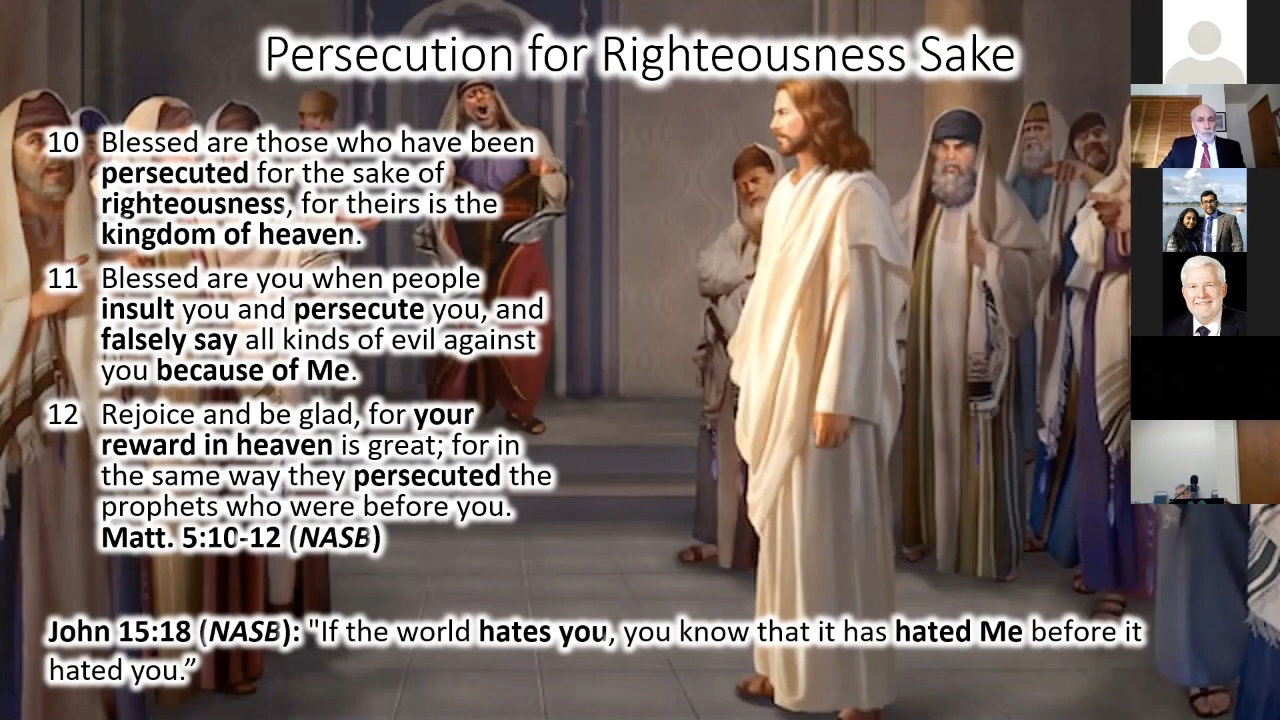 Persecution for Righteousness Sake
10 Blessed are those who have been
persecuted for the sake of
righteousness, for theirs is the
kingdom of heaven.
11 Blessed are you when people
insult you and persecute you, and
falsely say all kinds of evil against
you because of Me.
12 Rejoice and be glad, for your
reward in heaven is great; for in
the same way they persecuted the
prophets who were before you.
Matt. 5:10-12 (NASB)
John 15:18 (NASB): "If the world hates you, you know that it has hated Me before it
hated you.”